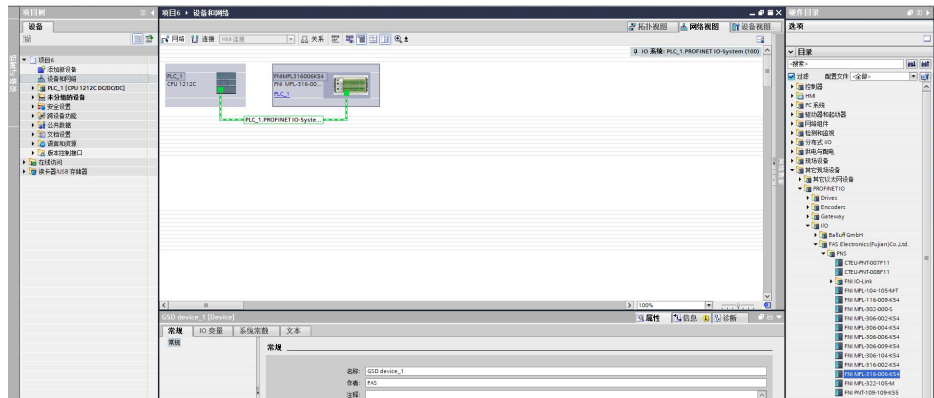 项目树
项目6 ▸ 设备和网络
硬件目录
设备
拓扑视图
网络视图
设备视图
选项
网络
连接
HMI 连接
关系
IO 系统: PLC_1.PROFINET IO-System (100)
目录
<搜索>
过滤
配置文件 <全部>
项目6
添加新设备
设备和网络
PLC_1 [CPU 1212C DC/DC/DC]
未分组的设备
安全设置
跨设备功能
公共数据
文档设置
语言和资源
版本控制接口
在线访问
读卡器/USB 存储器
PLC_1
CPU 1212C
FNIMPL316006K54
FNI MPL-316-00...
PLC_1
PLC_1.PROFINET IO-Syste...
控制器
HMI
PC 系统
驱动器和起动器
网络组件
检测和监视
分布式 I/O
供电与配电
现场设备
其它现场设备
其它以太网设备
PROFINET IO
Drives
Encoders
Gateway
I/O
Balluff GmbH
FAS Electronics(Fujian)Co.,Ltd.
PNS
CTEU-PNT-007F11
CTEU-PNT-008F11
FNI IO-Link
FNI MPL-104-105-M-T
FNI MPL-116-009-K54
FNI MPL-302-000-S
FNI MPL-306-002-K54
FNI MPL-306-004-K54
FNI MPL-306-006-K54
FNI MPL-306-009-K54
FNI MPL-306-104-K54
FNI MPL-316-002-K54
FNI MPL-316-006-K54
FNI MPL-322-105-M
FNI PNT-109-109-K55
100%
GSD device_1 [Device]
属性
信息
诊断
常规
IO 变量
系统常数
文本
常规
常规
名称: GSD device_1
作者: FAS
注释: